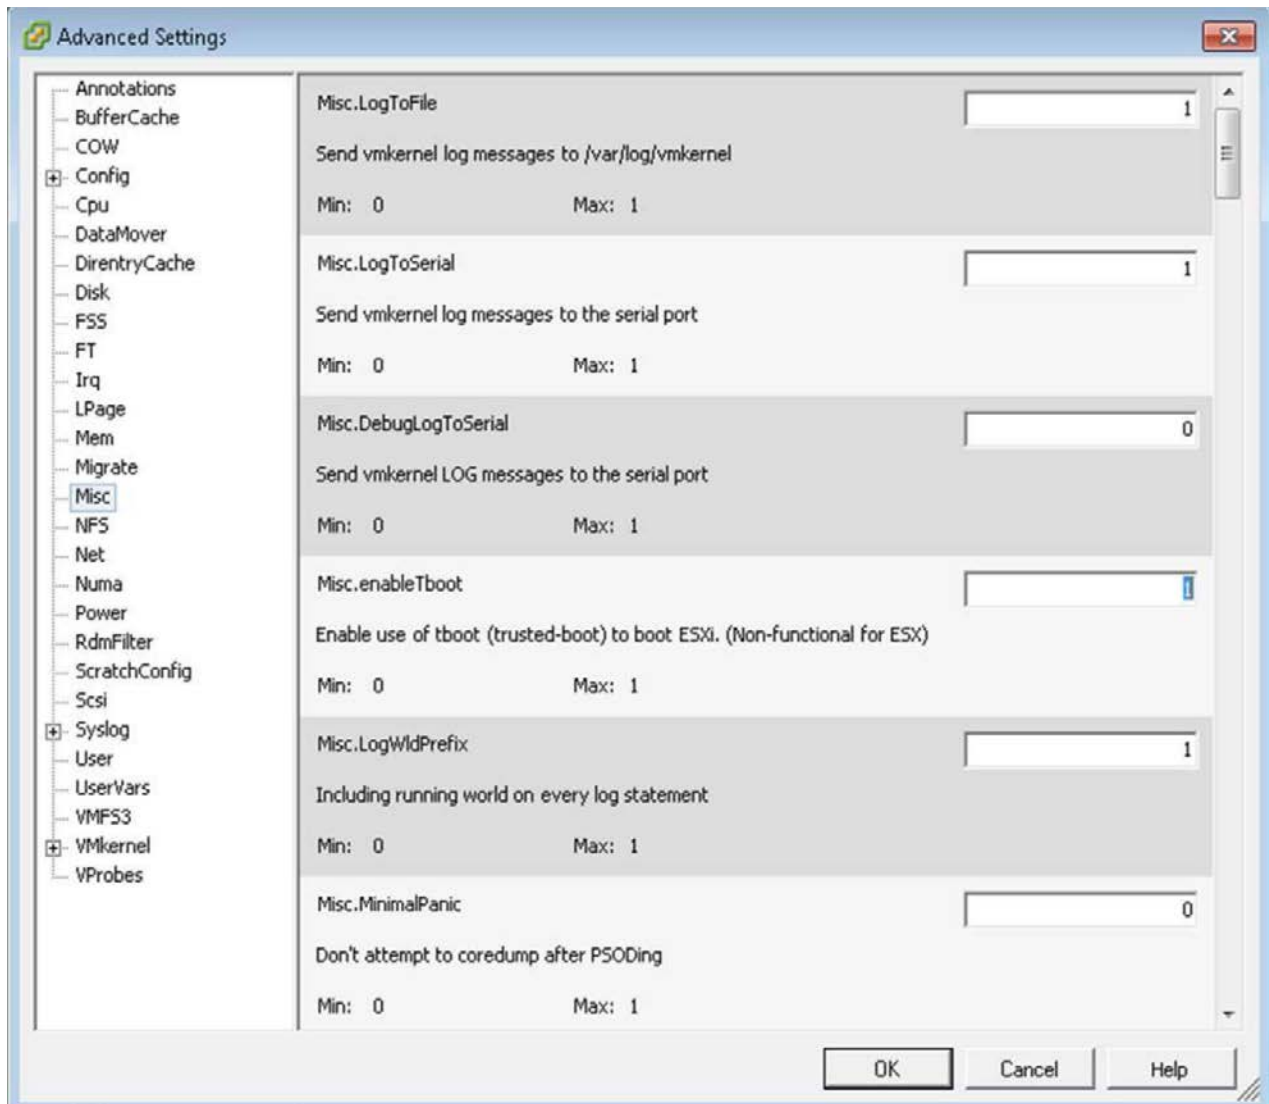 Advanced Settings
Annotations
BufferCache
COW
Config
Cpu
DataMover
DirentryCache
Disk
FSS
FT
Irq
LPage
Mem
Migrate
Misc
NFS
Net
Numa
Power
RdmFilter
ScratchConfig
Scsi
Syslog
User
UserVars
VMFS3
VMkernel
VProbes
Misc.LogToFile 1
Send vmkernel log messages to /var/log/vmkernel
Min: 0 Max: 1
Misc.LogToSerial 1
Send vmkernel log messages to the serial port
Min: 0 Max: 1
Misc.DebugLogToSerial 0
Send vmkernel LOG messages to the serial port
Min: 0 Max: 1
Misc.enableTboot 1
Enable use of tboot (trusted-boot) to boot ESXi. (Non-functional for ESX)
Min: 0 Max: 1
Misc.LogWldPrefix 1
Including running world on every log statement
Min: 0 Max: 1
Misc.MinimalPanic 0
Don't attempt to coredump after PSODing
Min: 0 Max: 1
OK Cancel Help